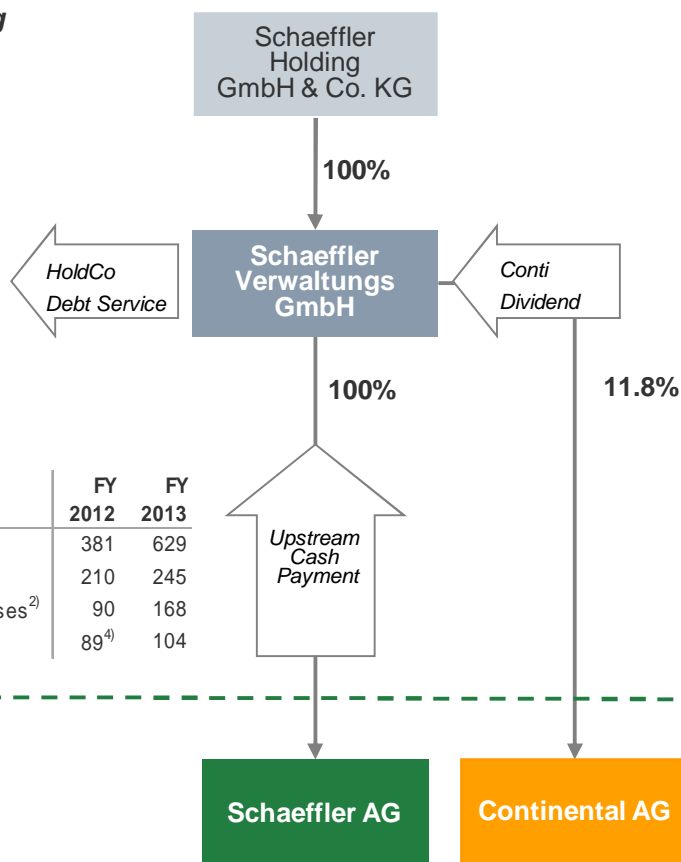 g
Schaeffler
Holding
GmbH & Co. KG
100%
HoldCo
Debt Service
Schaeffler
Verwaltungs
GmbH
Conti
Dividend
100%
11.8%
FY FY
2012 2013
381 629
210 245
ses2) 90 168
894) 104
Upstream
Cash
Payment
Schaeffler AG
Continental AG